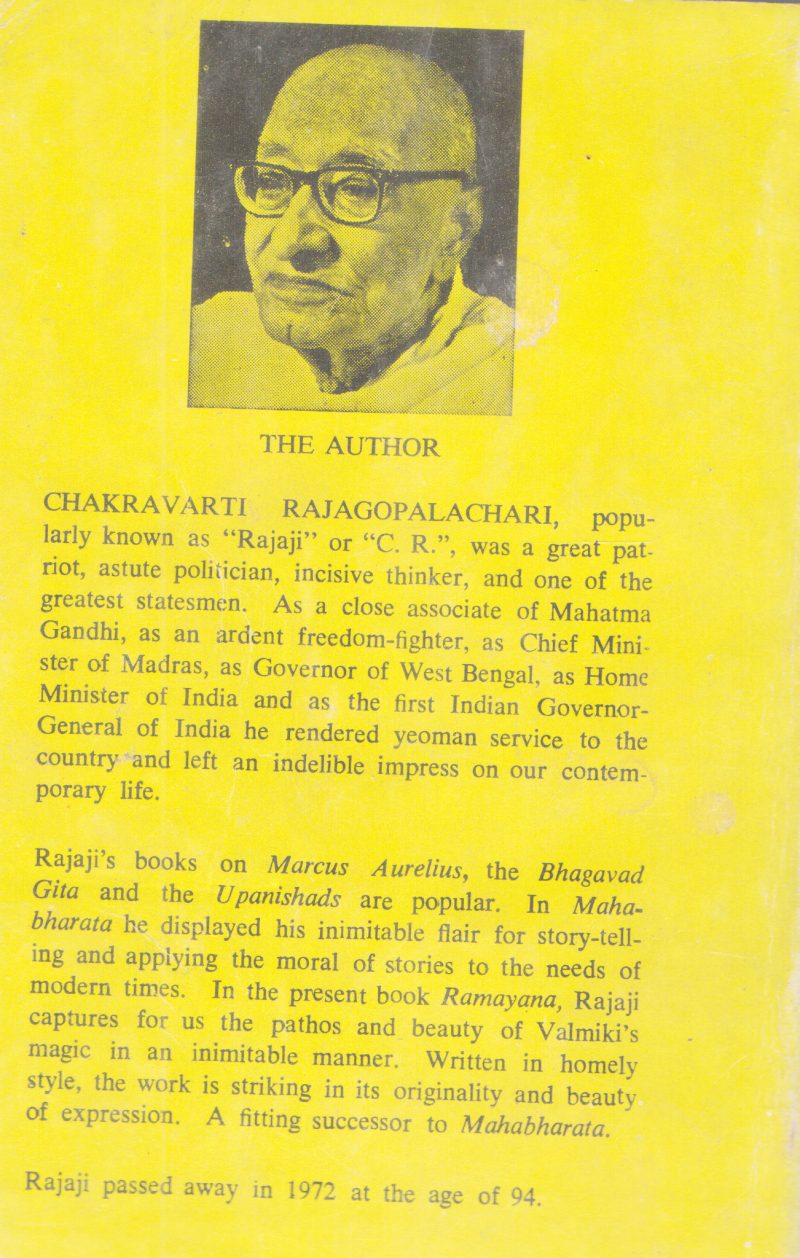 THE AUTHOR
CHAKRAVARTI RAJAGOPALACHARI, popu-
larly known as “Rajaji” or “C. R.”, was a great pat-
riot, astute politician, incisive thinker, and one of the
greatest statesmen. As a close associate of Mahatma
Gandhi, as an ardent freedom-fighter, as Chief Mini-
ster of Madras, as Governor of West Bengal, as Home
Minister of India and as the first Indian Governor-
General of India he rendered yeoman service to the
country and left an indelible impress on our contem-
porary life.
Rajaji’s books on Marcus Aurelius, the Bhagavad
Gita and the Upanishads are popular. In Maha-
bharata he displayed his inimitable flair for story-tell-
ing and applying the moral of stories to the needs of
modern times. In the present book Ramayana, Rajaji
captures for us the pathos and beauty of Valmiki’s
magic in an inimitable manner. Written in homely
style, the work is striking in its originality and beauty
of expression. A fitting successor to Mahabharata.
Rajaji passed away in 1972 at the age of 94.